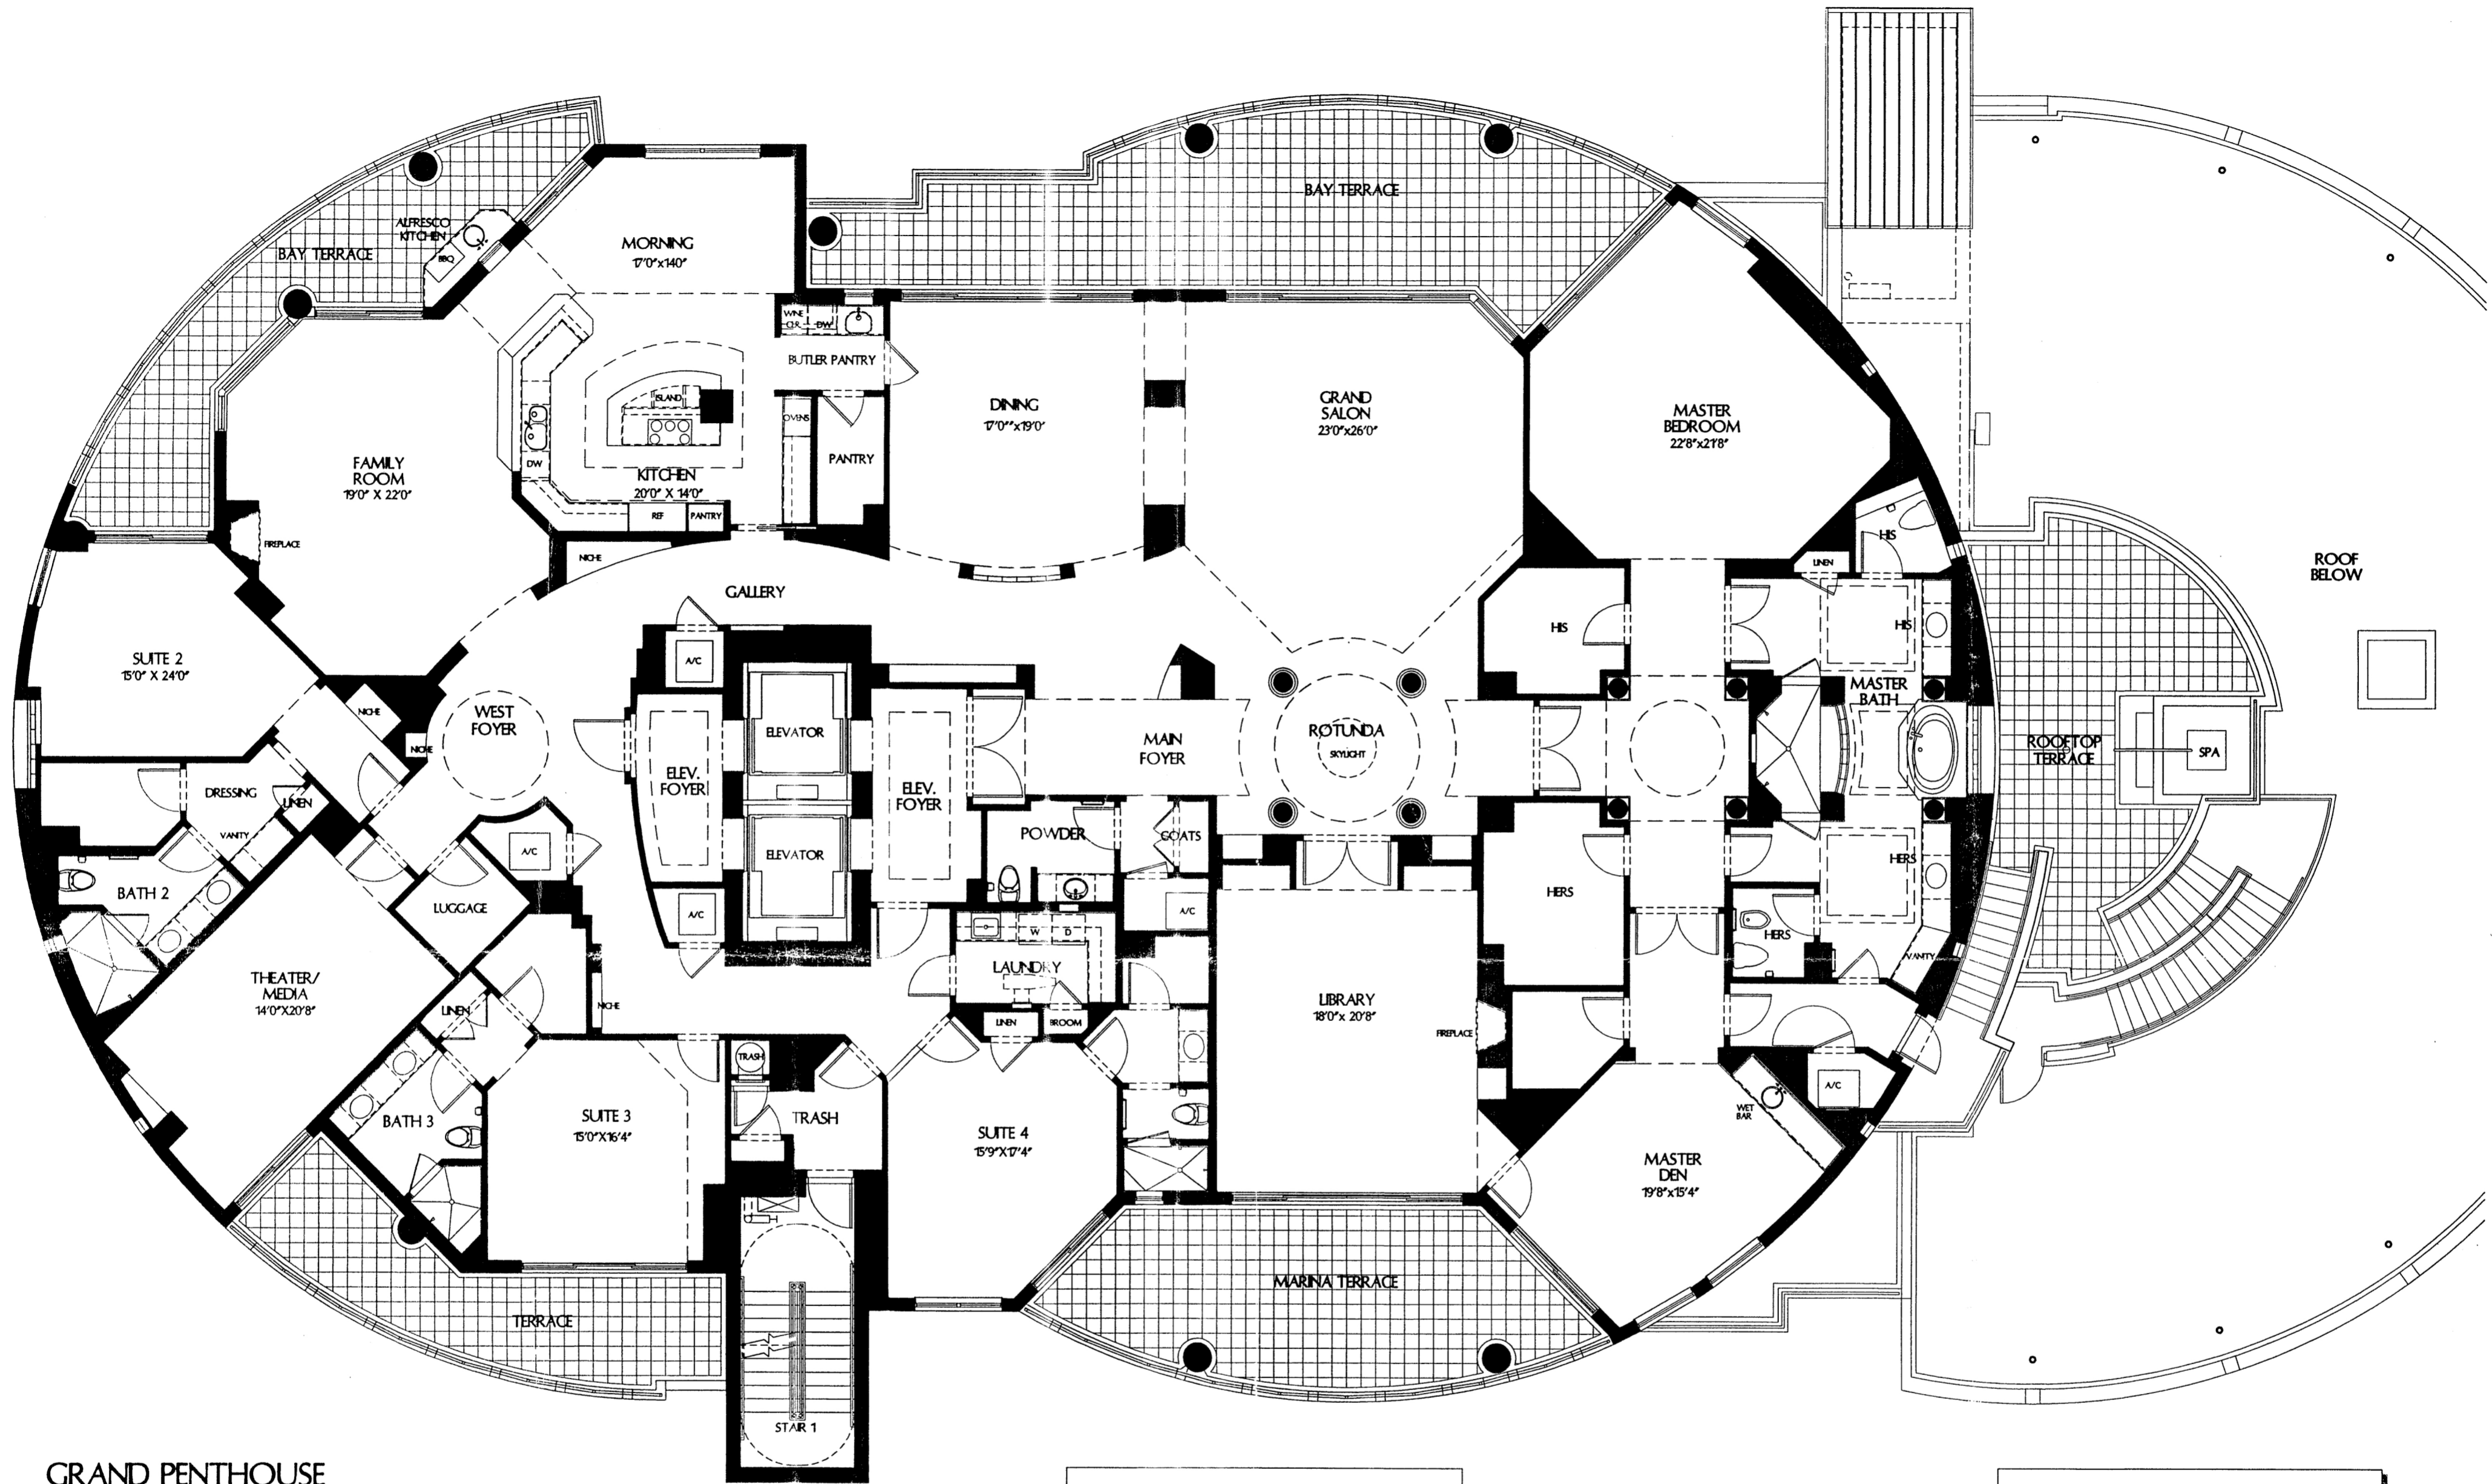 BAY TERRACE
ALFRESCO
KITCHEN
BBQ
BAY TERRACE
MORNING
17'0"x140"
WINE
CLR
DW
BUTLER PANTRY
ISLAND
OVENS
DW
PANTRY
KITCHEN
20'0" X 14'0"
REF
PANTRY
DINING
17'0""x19'0"
GRAND
SALON
23'0"x26'0"
MASTER
BEDROOM
22'8"x21'8"
FAMILY
ROOM
19'0" X 22'0"
FIREPLACE
NICHE
GALLERY
HIS
LINEN
ROOF
BELOW
SUITE 2
15'0" X 24'0"
A/C
HIS
HIS
NICHE
NICHE
WEST
FOYER
ELEV.
FOYER
ELEVATOR
ELEVATOR
ELEV.
FOYER
MAIN
FOYER
ROTUNDA
SKYLIGHT
MASTER
BATH
ROOFTOP
TERRACE
SPA
DRESSING
LINEN
VANITY
BATH 2
A/C
LUGGAGE
A/C
POWDER
COATS
A/C
HERS
HERS
HERS
VANITY
W
D
LAUNDRY
LINEN
BROOM
THEATER/
MEDIA
14'0"X20'8"
LINEN
NICHE
LIBRARY
18'0"x 20'8"
FIREPLACE
BATH 3
SUITE 3
15'0"X16'4"
TRASH
TRASH
SUITE 4
15'9"X17'4"
WET
BAR
A/C
MASTER
DEN
19'8"x15'4"
TERRACE
MARINA TERRACE
STAIR 1
GRAND PENTHOUSE